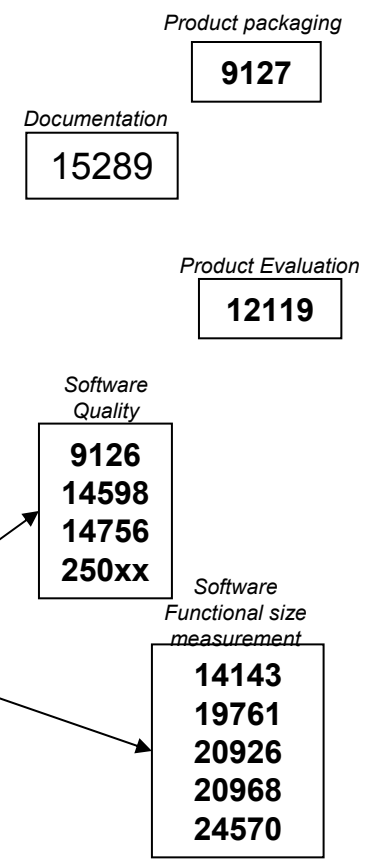 Product packaging
9127
Documentation
15289
Product Evaluation
12119
Software
Quality
9126
14598
14756
250xx
Software
Functional size
measurement
14143
19761
20926
20968
24570